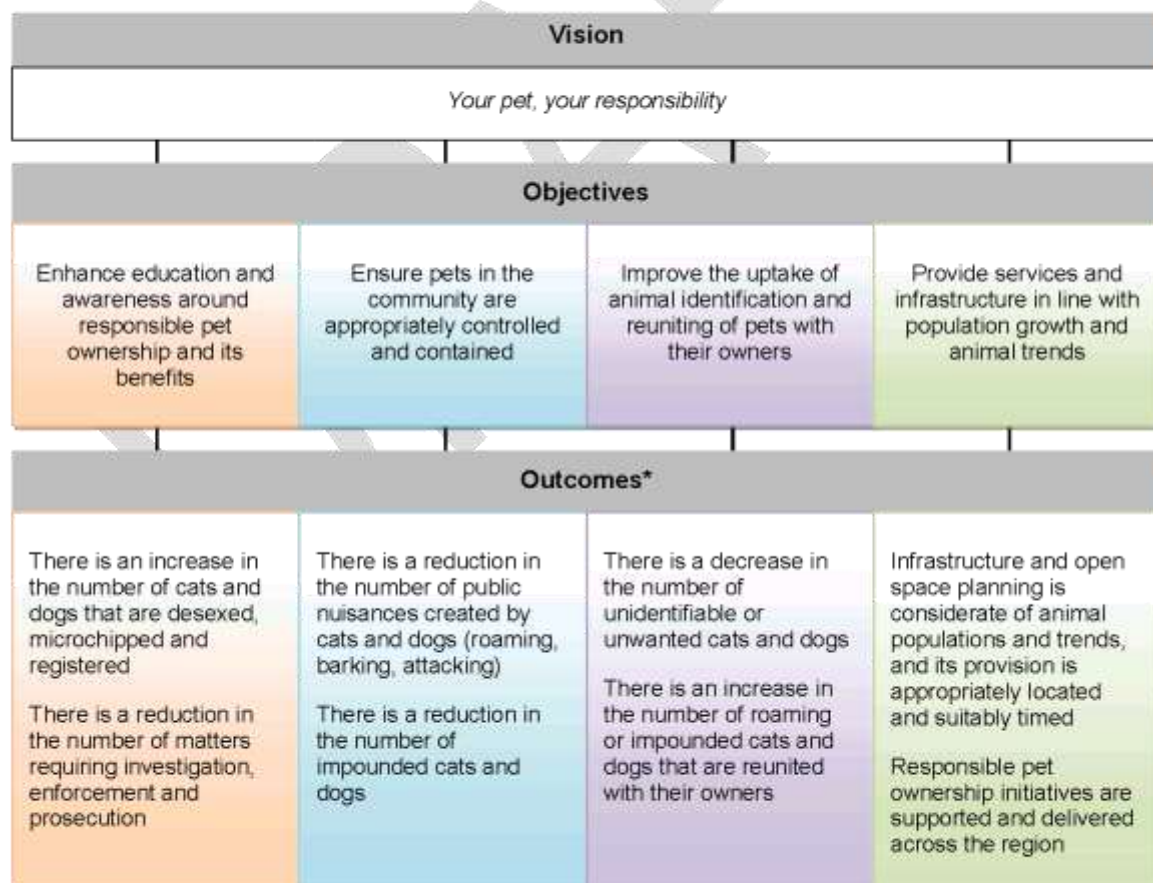 Vision
Your pet, your responsibility
Objectives
Enhance education and
awareness around
responsible pet
ownership and its
benefits
Ensure pets in the
community are
appropriately controlled
and contained
Improve the uptake of
animal identification and
reuniting of pets with
their owners
Provide services and
infrastructure in line with
population growth and
animal trends
Outcomes*
There is an increase in
the number of cats and
dogs that are desexed,
microchipped and
registered
There is a reduction in
the number of matters
requiring investigation,
enforcement and
prosecution
There is a reduction in
the number of public
nuisances created by
cats and dogs (roaming,
barking, attacking)
There is a reduction in
the number of
impounded cats and
dogs
There is a decrease in
the number of
unidentifiable or
unwanted cats and dogs
There is an increase in
the number of roaming
or impounded cats and
dogs that are reunited
with their owners
Infrastructure and open
space planning is
considerate of animal
populations and trends,
and its provision is
appropriately located
and suitably timed
Responsible pet
ownership initiatives are
supported and delivered
across the region